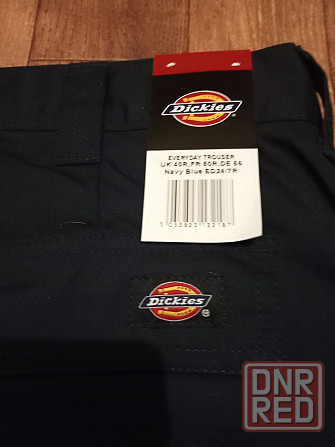 Dickies
®
EVERYDAY TROUSER
UK 40R,FR 50R,DE 56
Navy Blue ED24/7R
Dickies
®
DNR
RED